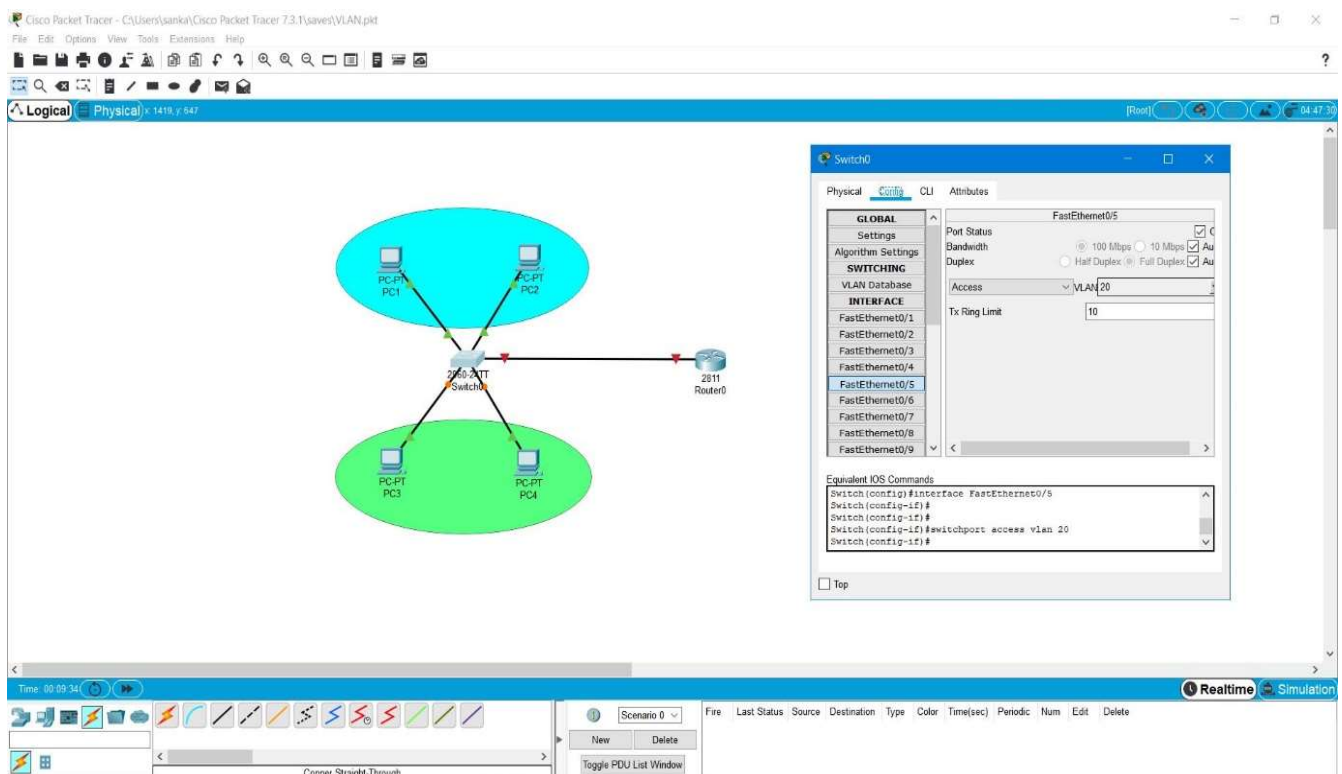 Cisco Packet Tracer - C:\Users\sanka\Cisco Packet Tracer 7.3.1\saves\VLAN.pkt
File Edit Options View Tools Extensions Help
?
Logical Physical x: 1419, y: 647 [Root] 04:47:30
PC-PT
PC1
PC-PT
PC2
2960-24TT
Switch0
2811
Router0
PC-PT
PC3
PC-PT
PC4
Switch0
Physical Config CLI Attributes
GLOBAL
Settings
Algorithm Settings
SWITCHING
VLAN Database
INTERFACE
FastEthernet0/1
FastEthernet0/2
FastEthernet0/3
FastEthernet0/4
FastEthernet0/5
FastEthernet0/6
FastEthernet0/7
FastEthernet0/8
FastEthernet0/9
FastEthernet0/5
Port Status
Bandwidth 100 Mbps 10 Mbps Au
Duplex Half Duplex Full Duplex Au
Access VLAN 20
Tx Ring Limit 10
Equivalent IOS Commands
Switch(config)#interface FastEthernet0/5
Switch(config-if)#
Switch(config-if)#
Switch(config-if)#switchport access vlan 20
Switch(config-if)#
Top
Time: 00:09:34 Realtime Simulation
Scenario 0
New Delete
Toggle PDU List Window
Fire Last Status Source Destination Type Color Time(sec) Periodic Num Edit Delete
Copper Straight-Through